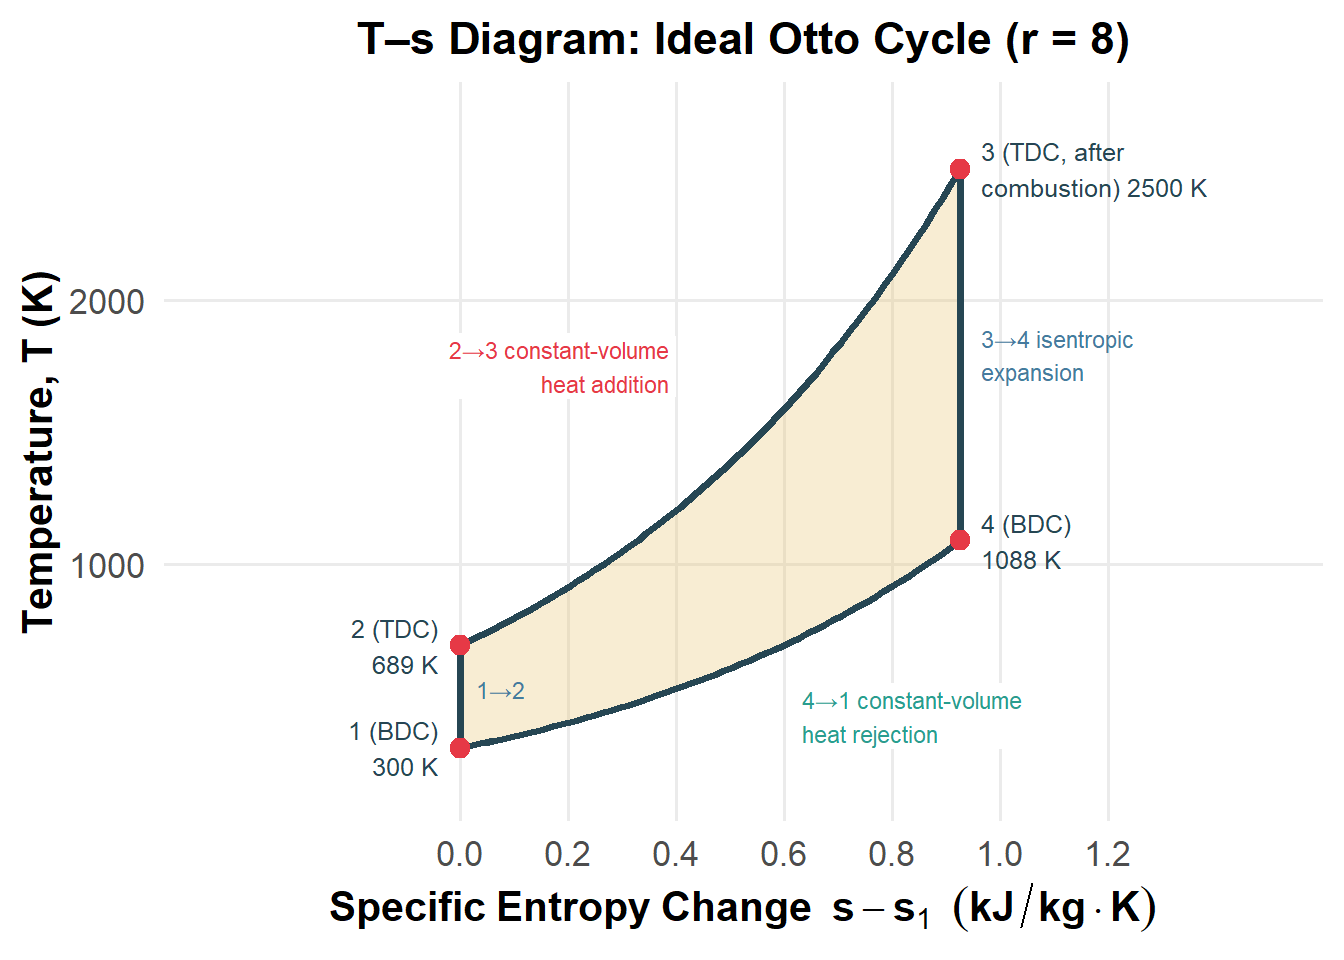 T–s Diagram: Ideal Otto Cycle (r = 8)
3 (TDC, after
combustion) 2500 K
2000
2→3 constant-volume
heat addition
3→4 isentropic
expansion
4 (BDC)
1088 K
1000
2 (TDC)
689 K
1→2
4→1 constant-volume
heat rejection
1 (BDC)
300 K
Temperature, T (K)
0.0 0.2 0.4 0.6 0.8 1.0 1.2
Specific Entropy Change s − s₁ (kJ/kg·K)